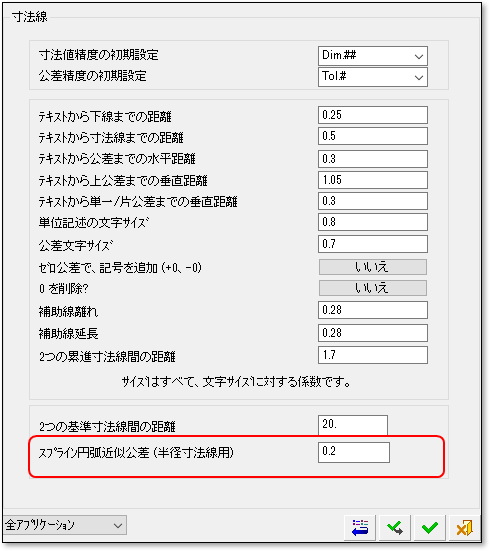 寸法線
寸法値精度の初期設定 Dim.##
公差精度の初期設定 Tol.#
ﾃｷｽﾄから下線までの距離 0.25
ﾃｷｽﾄから寸法線までの距離 0.5
ﾃｷｽﾄから公差までの水平距離 0.3
ﾃｷｽﾄから上公差までの垂直距離 1.05
ﾃｷｽﾄから単一/片公差までの垂直距離 0.3
単位記述の文字ｻｲｽﾞ 0.8
公差文字ｻｲｽﾞ 0.7
ｾﾞﾛ公差で、記号を追加 (+0、-0) いいえ
0 を削除? いいえ
補助線離れ 0.28
補助線延長 0.28
2つの累進寸法線間の距離 1.7
ｻｲｽﾞはすべて、文字ｻｲｽﾞに対する係数です。
2つの基準寸法線間の距離 20.
ｽﾌﾟﾗｲﾝ円弧近似公差 (半径寸法線用) 0.2
全ｱﾌﾟﾘｹｰｼｮﾝ